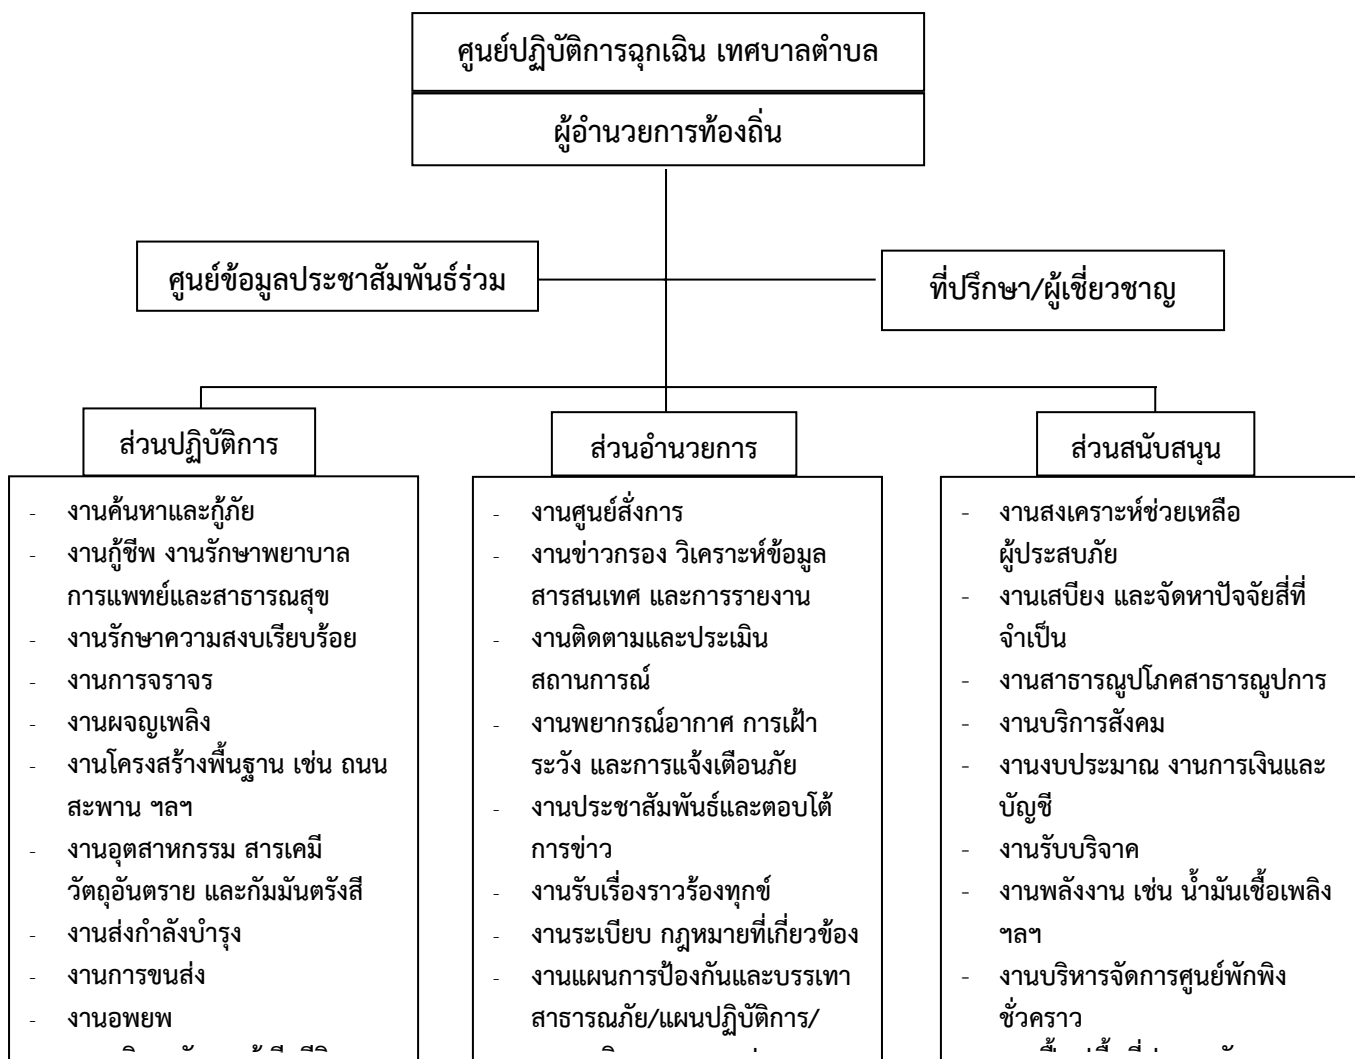 ศูนย์ปฏิบัติการฉุกเฉิน เทศบาลตำบล
ผู้อำนวยการท้องถิ่น
ศูนย์ข้อมูลประชาสัมพันธ์ร่วม
ที่ปรึกษา/ผู้เชี่ยวชาญ
ส่วนปฏิบัติการ
- งานค้นหาและกู้ภัย
- งานกู้ชีพ งานรักษาพยาบาล
การแพทย์และสาธารณสุข
- งานรักษาความสงบเรียบร้อย
- งานการจราจร
- งานผจญเพลิง
- งานโครงสร้างพื้นฐาน เช่น ถนน
สะพาน ฯลฯ
- งานอุตสาหกรรม สารเคมี
วัตถุอันตราย และกัมมันตรังสี
- งานส่งกำลังบำรุง
- งานการขนส่ง
- งานอพยพ
ส่วนอำนวยการ
- งานศูนย์สั่งการ
- งานข่าวกรอง วิเคราะห์ข้อมูล
สารสนเทศ และการรายงาน
- งานติดตามและประเมิน
สถานการณ์
- งานพยากรณ์อากาศ การเฝ้า
ระวัง และการแจ้งเตือนภัย
- งานประชาสัมพันธ์และตอบโต้
การข่าว
- งานรับเรื่องราวร้องทุกข์
- งานระเบียบ กฎหมายที่เกี่ยวข้อง
- งานแผนการป้องกันและบรรเทา
สาธารณภัย/แผนปฏิบัติการ/
ส่วนสนับสนุน
- งานสงเคราะห์ช่วยเหลือ
ผู้ประสบภัย
- งานเสบียง และจัดหาปัจจัยสี่ที่
จำเป็น
- งานสาธารณูปโภคสาธารณูปการ
- งานบริการสังคม
- งานงบประมาณ งานการเงินและ
บัญชี
- งานรับบริจาค
- งานพลังงาน เช่น น้ำมันเชื้อเพลิง
ฯลฯ
- งานบริหารจัดการศูนย์พักพิง
ชั่วคราว